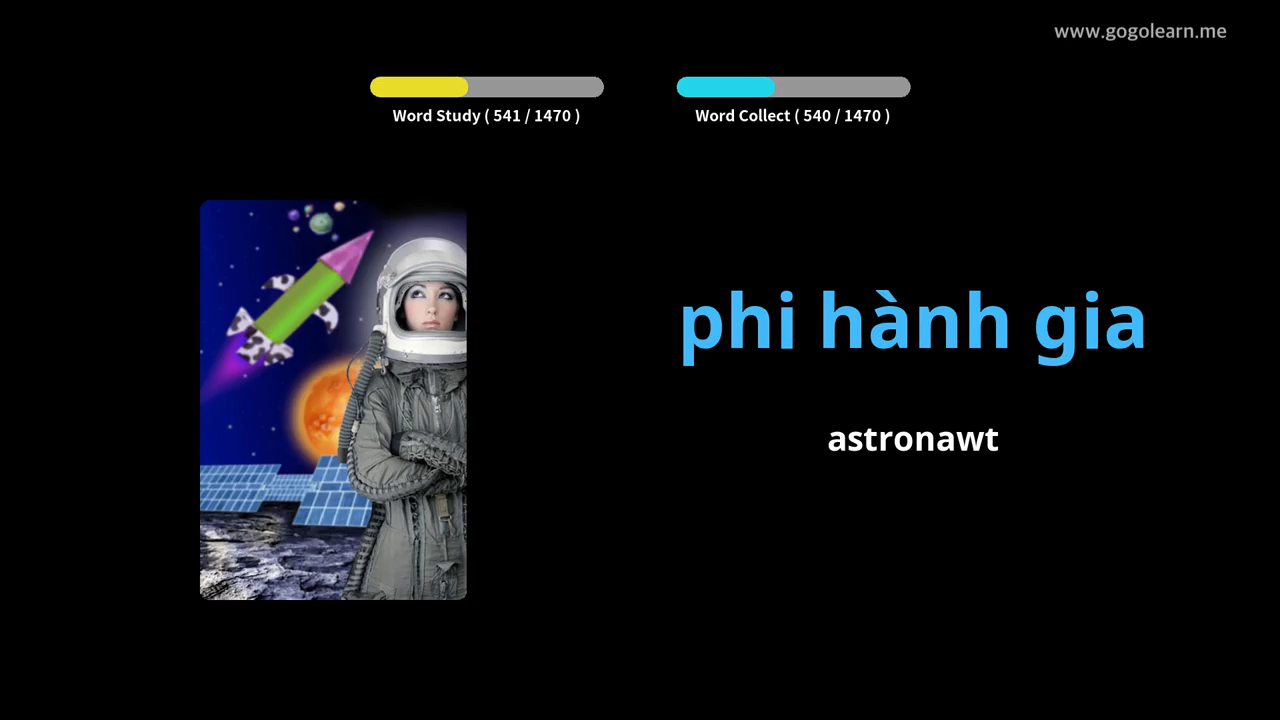 www.gogolearn.me
Word Study ( 541 / 1470 )
Word Collect ( 540 / 1470 )
phi hành gia
astronawt